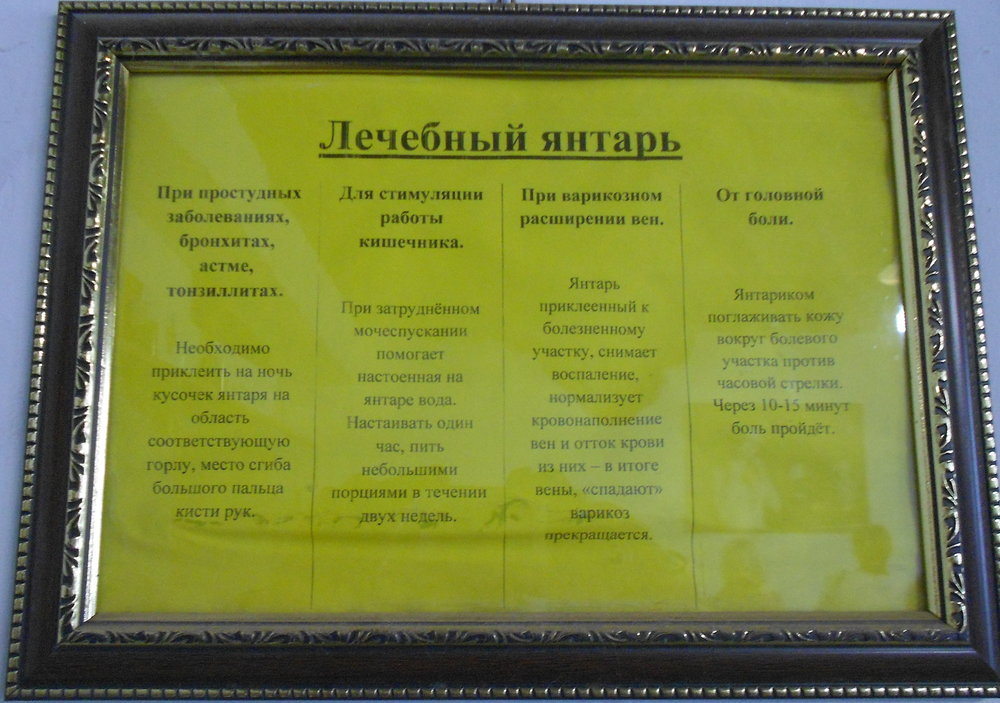 Лечебный янтарь
При простудных
заболеваниях,
бронхитах,
астме,
тонзиллитах.
Необходимо
приклеить на ночь
кусочек янтаря на
область
соответствующую
горлу, место сгиба
большого пальца
кисти рук.
Для стимуляции
работы
кишечника.
При затруднённом
мочеспускании
помогает
настоенная на
янтаре вода.
Настаивать один
час, пить
небольшими
порциями в течении
двух недель.
При варикозном
расширении вен.
Янтарь
приклеенный к
болезненному
участку, снимает
воспаление,
нормализует
кровонаполнение
вен и отток крови
из них – в итоге
вены, «спадают»
варикоз
прекращается.
От головной
боли.
Янтариком
поглаживать кожу
вокруг болевого
участка против
часовой стрелки.
Через 10-15 минут
боль пройдёт.